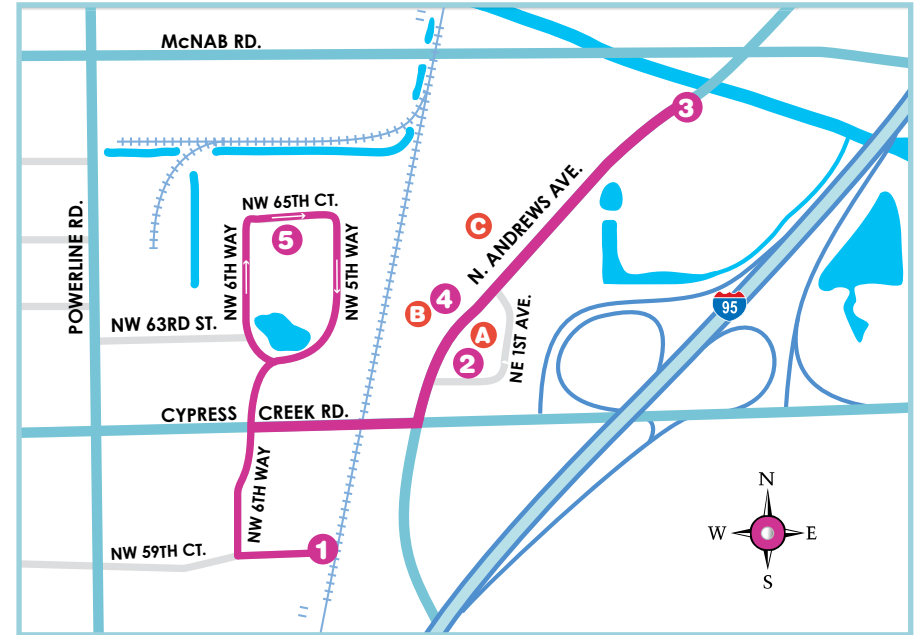 McNAB RD.
3
NW 65TH CT.
N. ANDREWS AVE.
C
5
POWERLINE RD.
NW 6TH WAY
NW 5TH WAY
4
B
95
NW 63RD ST.
A
NE 1ST AVE.
2
CYPRESS CREEK RD.
NW 6TH WAY
N
W E
S
NW 59TH CT.
1